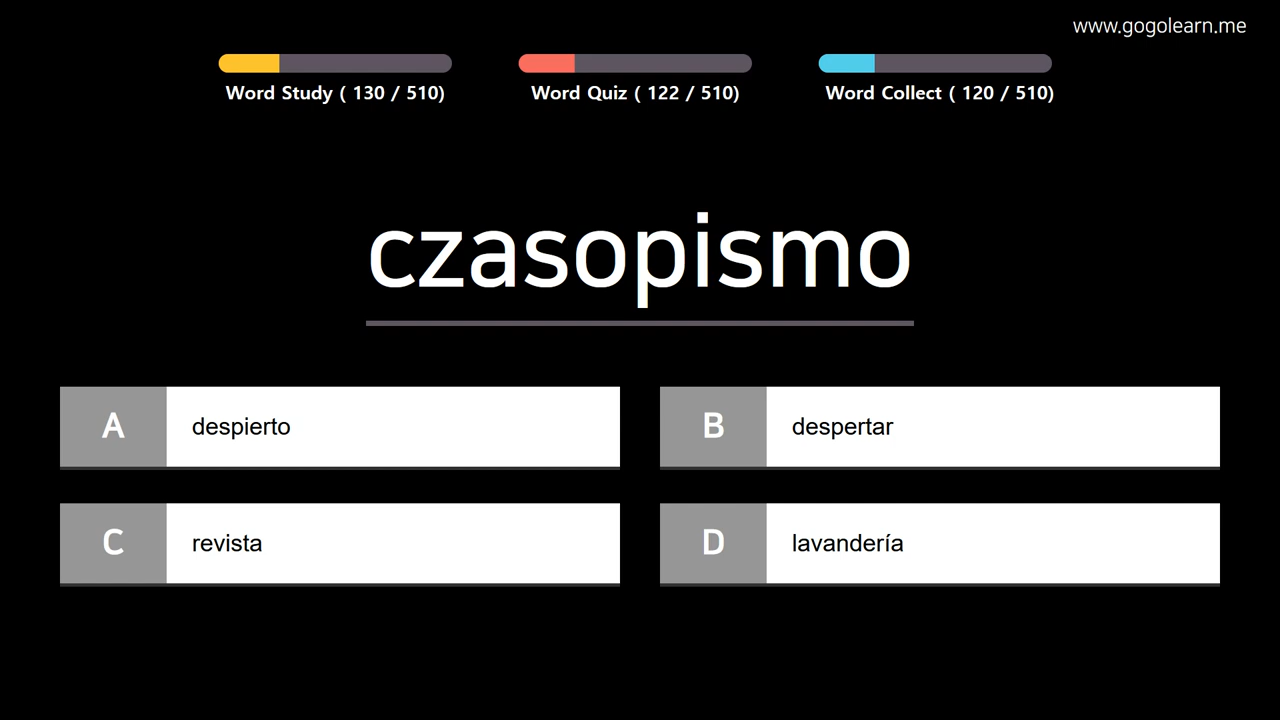 www.gogolearn.me
Word Study ( 130 / 510)
Word Quiz ( 122 / 510)
Word Collect ( 120 / 510)
czasopismo
A
despierto
B
despertar
C
revista
D
lavandería